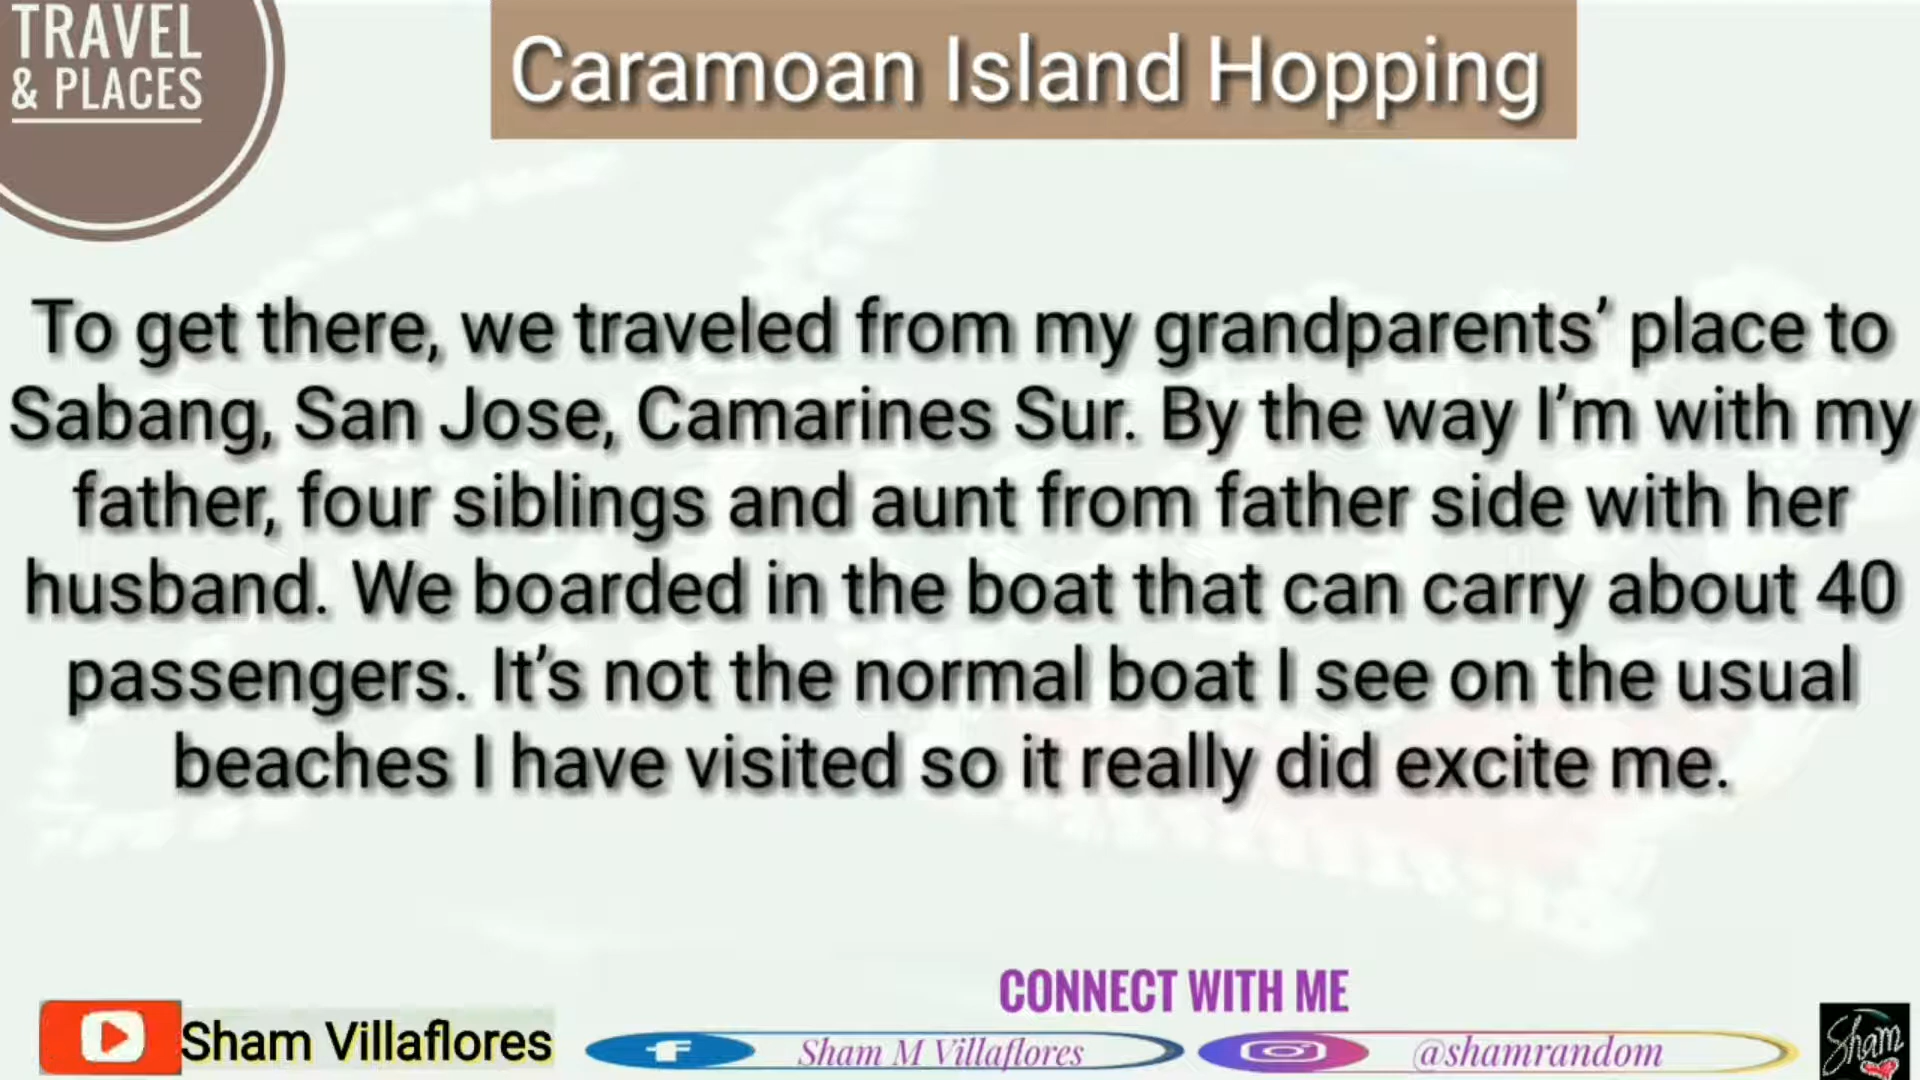 TRAVEL
& PLACES
Caramoan Island Hopping
To get there, we traveled from my grandparents’ place to
Sabang, San Jose, Camarines Sur. By the way I’m with my
father, four siblings and aunt from father side with her
husband. We boarded in the boat that can carry about 40
passengers. It’s not the normal boat I see on the usual
beaches I have visited so it really did excite me.
CONNECT WITH ME
Sham Villaflores
f
Sham M Villaflores
@shamrandom
Sham